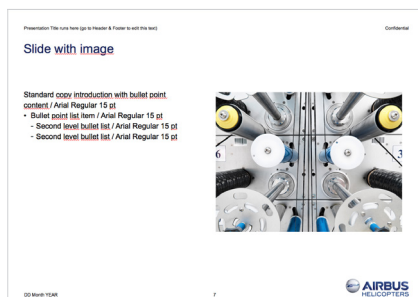 Presentation Title runs here (go to Header & Footer to edit this text)
Confidential
Slide with image
Standard copy introduction with bullet point
content / Arial Regular 15 pt
• Bullet point list item / Arial Regular 15 pt
- Second level bullet list / Arial Regular 15 pt
- Second level bullet list / Arial Regular 15 pt
6
3
DD Month YEAR
7
AIRBUS
HELICOPTERS